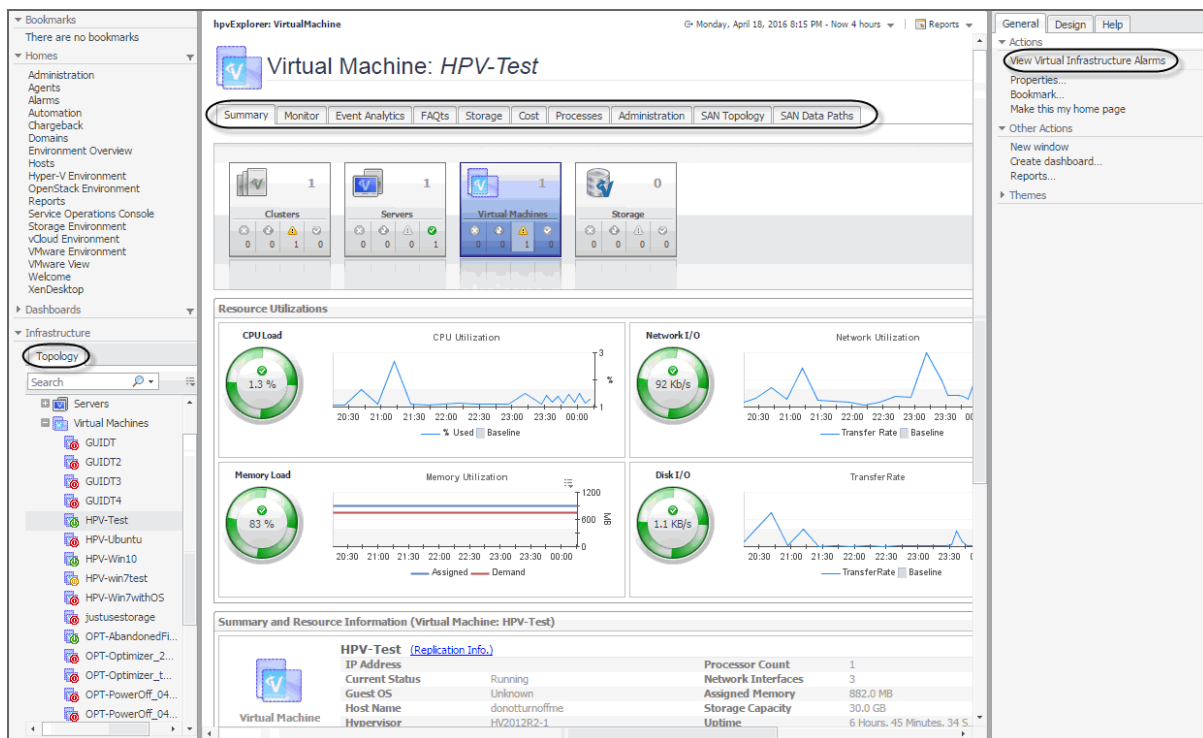 Bookmarks
There are no bookmarks
Homes
Administration
Agents
Alarms
Automation
Chargeback
Domains
Environment Overview
Hosts
Hyper-V Environment
OpenStack Environment
Reports
Service Operations Console
Storage Environment
vCloud Environment
VMware Environment
VMware View
Welcome
XenDesktop
Dashboards
Infrastructure
Topology
Search
Servers
Virtual Machines
GUIDT
GUIDT2
GUIDT3
GUIDT4
HPV-Test
HPV-Ubuntu
HPV-Win10
HPV-win7test
HPV-Win7withOS
justusestorage
OPT-AbandonedFi...
OPT-Optimizer_2...
OPT-Optimizer_t...
OPT-PowerOff_04...
OPT-PowerOff_04...
hpvExplorer: VirtualMachine
Monday, April 18, 2016 8:15 PM - Now 4 hours
Reports
Virtual Machine: HPV-Test
Summary Monitor Event Analytics FAQts Storage Cost Processes Administration SAN Topology SAN Data Paths
1 1 1 0
Clusters Servers Virtual Machines Storage
0 0 1 0 0 0 0 1 0 0 1 0 0 0 0 0
Resource Utilizations
CPU Load
1.3 %
CPU Utilization
3
%
1
20:30 21:00 21:30 22:00 22:30 23:00 23:30 00:00
% Used Baseline
Network I/O
92 Kb/s
Network Utilization
20:30 21:00 21:30 22:00 22:30 23:00 23:30 00
Transfer Rate Baseline
Memory Load
83 %
Memory Utilization
1200
600
MB
0
20:30 21:00 21:30 22:00 22:30 23:00 23:30 00:00
Assigned Demand
Disk I/O
1.1 KB/s
TransferRate
20:30 21:00 21:30 22:00 22:30 23:00 23:30
TransferRate Baseline
Summary and Resource Information (Virtual Machine: HPV-Test)
Virtual Machine
HPV-Test (Replication Info.)
IP Address
Processor Count 1
Current Status Running
Network Interfaces 3
Guest OS Unknown
Assigned Memory 882.0 MB
Host Name donotturnoffme
Storage Capacity 30.0 GB
Hypervisor HV2012R2-1
Uptime 6 Hours, 45 Minutes, 34 S
General Design Help
Actions
View Virtual Infrastructure Alarms
Properties...
Bookmark...
Make this my home page
Other Actions
New window
Create dashboard...
Reports...
Themes